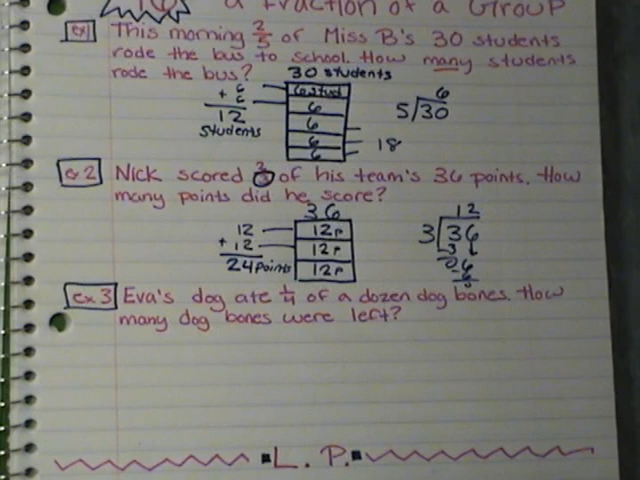 a Fraction of a Group
ex1 This morning 2/5 of Miss B's 30 students
rode the bus to school. How many students
rode the bus? 30 students
+ 6
6
12
students
6 stud
6
6
6
6
18
6
5 30
ex 2 Nick scored of his team's 36 points. How
many points did he score?
36
12
+ 12
24 points
12p
12p
12p
12
3 36
ex 3 Eva's dog ate 1/4 of a dozen dog bones. How
many dog bones were left?
L. P.